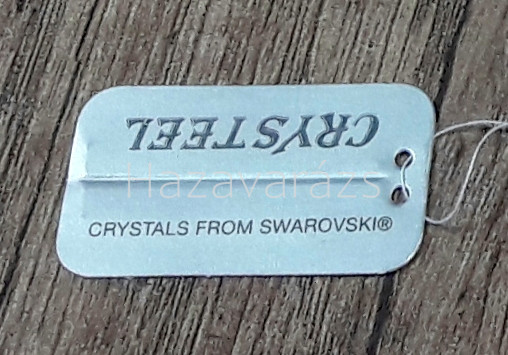 CRYSTEEL
Hazavarázs
CRYSTALS FROM SWAROVSKI®